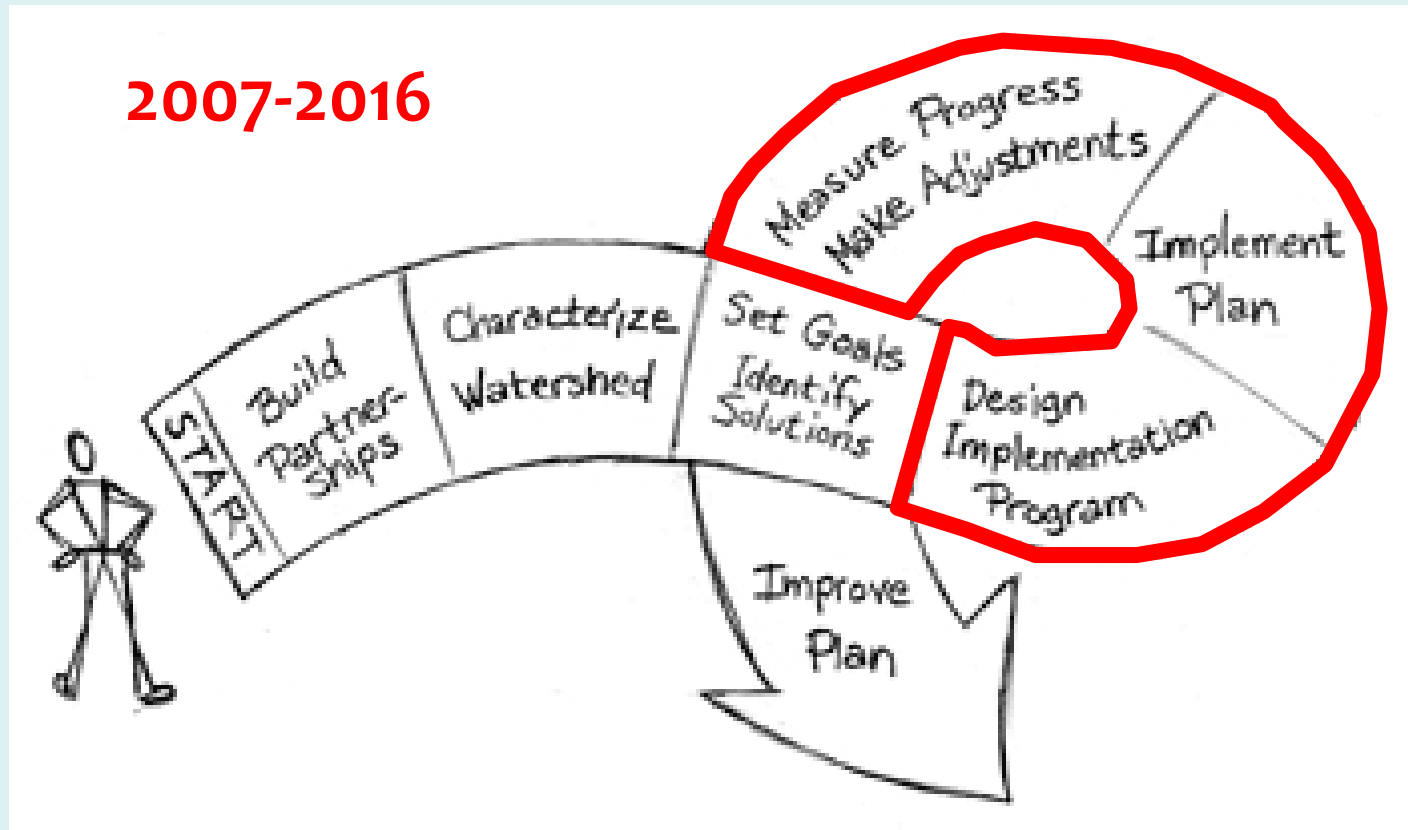 2007-2016
START
Build
Partner-
ships
Characterize
Watershed
Set Goals
Identify
Solutions
Design
Implementation
Program
Implement
Plan
Measure Progress
Make Adjustments
Improve
Plan